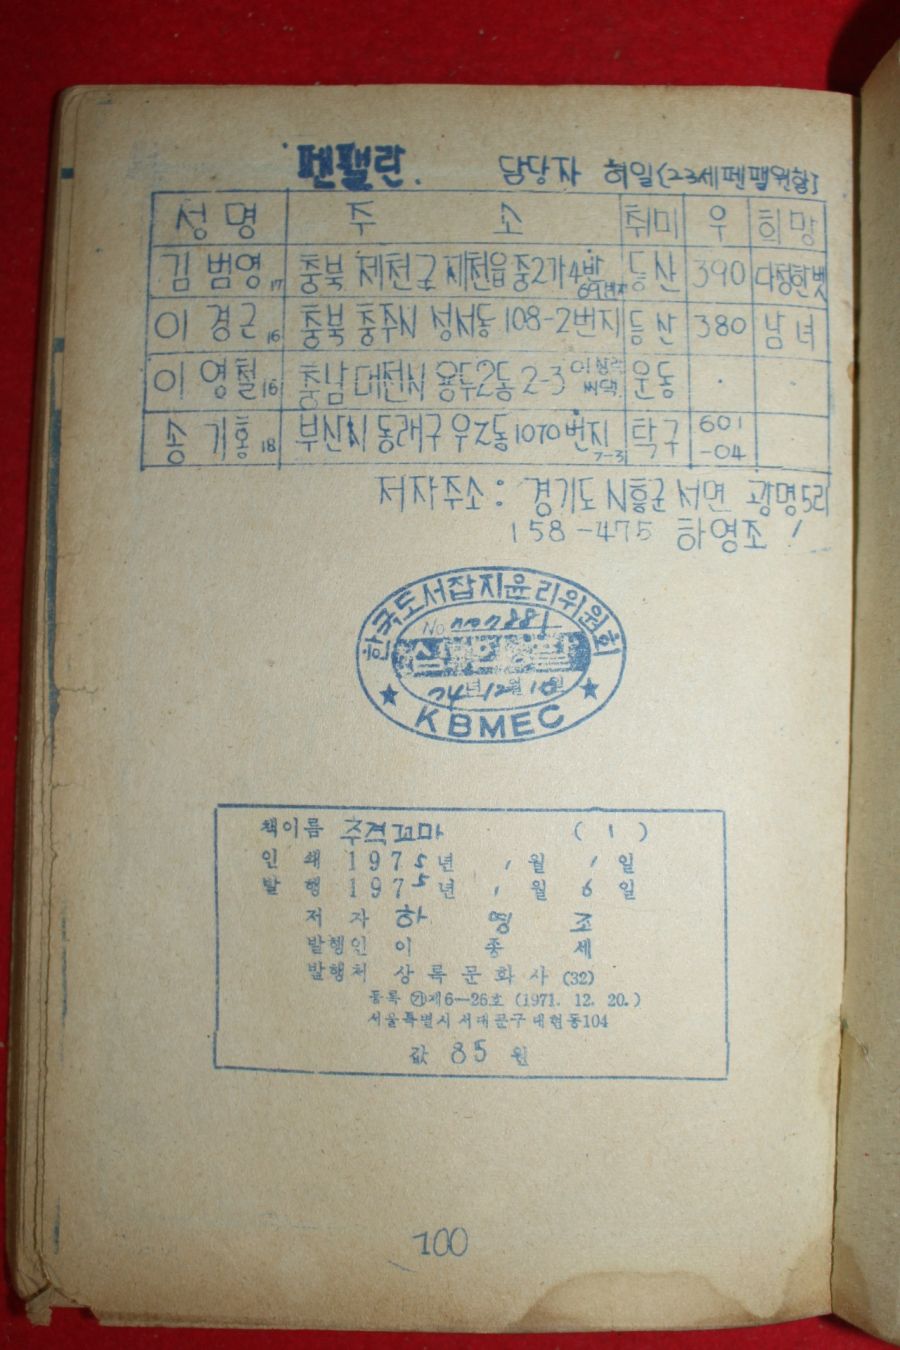 펜팰란. 담당자 허일(23세펜팰원함)
성명 주소 취미 우 희망
김범영 17 충북 제천군 제천읍 중2가 4반 등산 390 다정한벗
이경근 16 충북 충주시 성서동 108-2번지 등산 380 남녀
이영철 16 충남 대전시 용두2동 2-3 운동 · ·
송기홍 18 부산시 동래구 우2동 1070번지 7-3 탁구 601-04
저자주소: 경기도 시흥군 서면 광명5리
158-475 하영조
한국도서잡지윤리위원회
No
74년 12월 16일
★ ★
KBMEC
책이름 추격꼬마 (1)
인쇄 1975년 1월 1일
발행 1975년 1월 6일
저자 하영조
발행인 이종세
발행처 상록문화사 (32)
등록 ㉮제6-26호 (1971. 12. 20.)
서울특별시 서대문구 대현동104
값 85 원
100